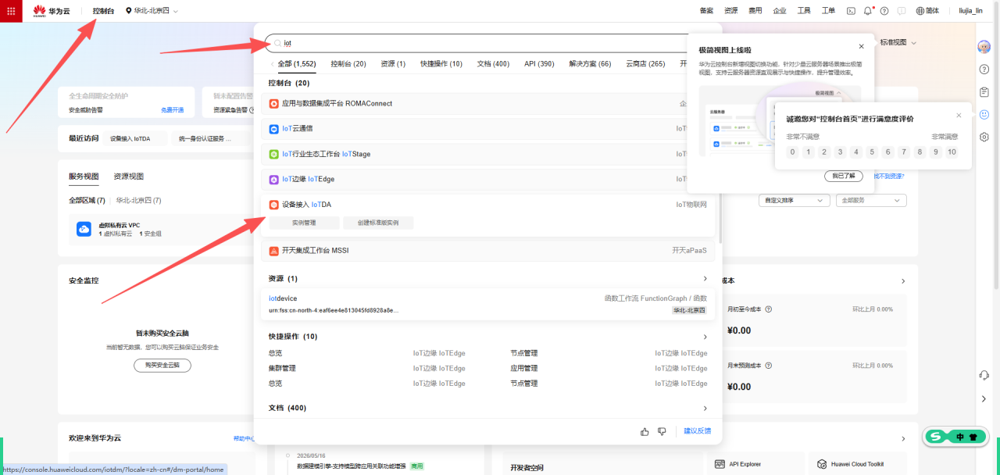 华为云
控制台
华北-北京四
备案 资源 费用 企业 工具 工单
简体
liujia_lin
iot
全部 (1,552) 控制台 (20) 资源 (1) 快捷操作 (10) 文档 (400) API (390) 解决方案 (66) 云商店 (265) 开
控制台 (20)
应用与数据集成平台 ROMAConnect 企
IoT云通信 IoT
IoT行业生态工作台 IoTStage IoT
IoT边缘 IoTEdge IoT
设备接入 IoTDA IoT物联网
实例管理 创建标准版实例
开天集成工作台 MSSI 开天aPaaS
资源 (1)
iotdevice 函数工作流 FunctionGraph / 函数
urn:fss:cn-north-4:eaf6ee4e813045fd8928a8e... 华北-北京四
快捷操作 (10)
总览 IoT边缘 IoTEdge 节点管理 IoT边缘 IoTEdge
集群管理 IoT边缘 IoTEdge 应用管理 IoT边缘 IoTEdge
总览 IoT边缘 IoTEdge 节点管理 IoT边缘 IoTEdge
文档 (400)
建议反馈
全生命周期安全防护
安全威胁告警 免费开通
暂未配置告警
资源紧急告警
最近访问 设备接入 IoTDA 统一身份认证服务 ...
服务视图 资源视图
全部区域 (7) 华北-北京四 (7)
虚拟私有云 VPC
1 虚拟私有云 1 安全组
安全监控
暂未购买安全云脑
当前暂无数据，您可以购买云脑保证业务安全
购买安全云脑
欢迎来到华为云 帮助中心
https://console.huaweicloud.com/iotdm/?locale=zh-cn#/dm-portal/home
标准视图
极简视图上线啦
华为云控制台新增视图切换功能，针对少量云服务器场景推出极简
视图，支持云服务器资源直观展示与快捷操作，提升管理效率。
极简视图
云服务器
我已了解
找不到资源?
诚邀您对“控制台首页”进行满意度评价
非常不满意 非常满意
0 1 2 3 4 5 6 7 8 9 10
自定义排序 全部服务
成本
月初至今成本 环比上月 0.00%
¥0.00
月末预测成本 环比上月 0.00%
¥0.00
2026/05/16
数据建模引擎-支持模型跨应用关联功能增强 商用
开发者空间
API Explorer Huawei Cloud Toolkit
S 中